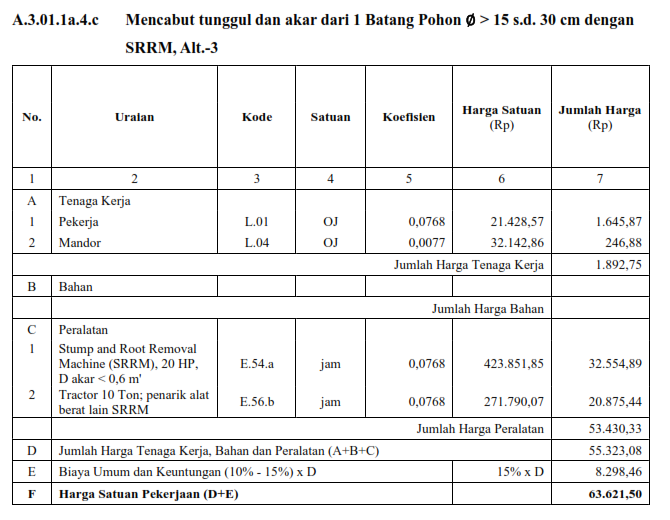 A.3.01.1a.4.c Mencabut tunggul dan akar dari 1 Batang Pohon Ø > 15 s.d. 30 cm dengan
SRRM, Alt.-3
No. Uraian Kode Satuan Koefisien Harga Satuan (Rp) Jumlah Harga (Rp)
1 2 3 4 5 6 7
A Tenaga Kerja
1 Pekerja L.01 OJ 0,0768 21.428,57 1.645,87
2 Mandor L.04 OJ 0,0077 32.142,86 246,88
Jumlah Harga Tenaga Kerja 1.892,75
B Bahan
Jumlah Harga Bahan
C Peralatan
1 Stump and Root Removal
Machine (SRRM), 20 HP, E.54.a jam 0,0768 423.851,85 32.554,89
D akar < 0,6 m'
2 Tractor 10 Ton; penarik alat
berat lain SRRM E.56.b jam 0,0768 271.790,07 20.875,44
Jumlah Harga Peralatan 53.430,33
D Jumlah Harga Tenaga Kerja, Bahan dan Peralatan (A+B+C) 55.323,08
E Biaya Umum dan Keuntungan (10% - 15%) x D 15% x D 8.298,46
F Harga Satuan Pekerjaan (D+E) 63.621,50